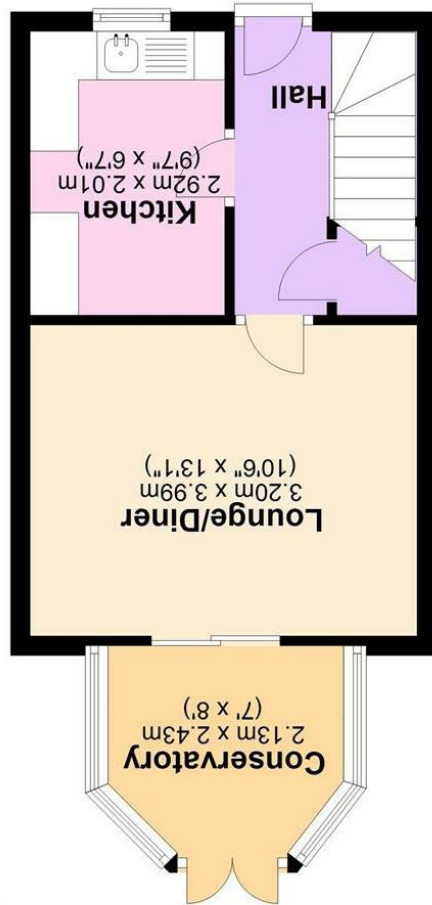 Conservatory
2.13m x 2.43m
(7' x 8')
Lounge/Diner
3.20m x 3.99m
(10'6" x 13'1")
Kitchen
2.92m x 2.01m
(9'7" x 6'7")
Hall